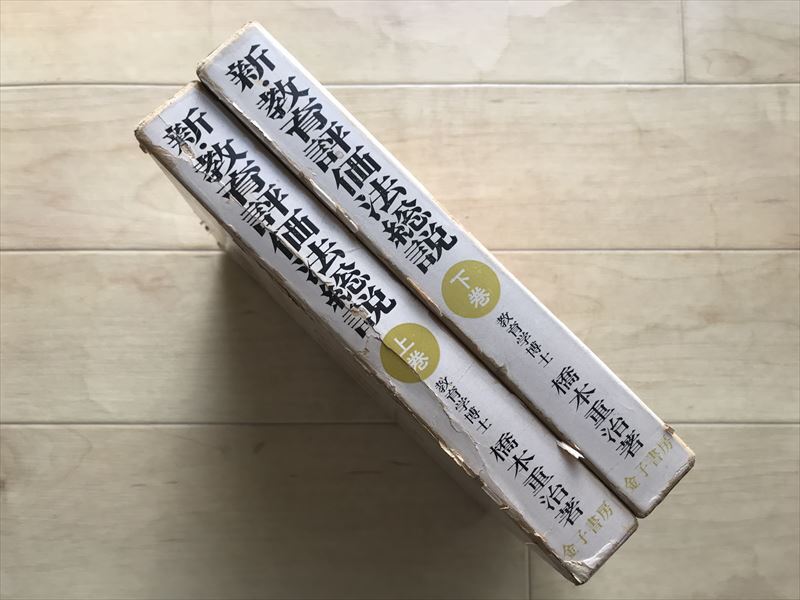 新・教育評価法総説
上巻
教育学博士
橋本重治著
金子書房
新・教育評価法総説
下巻
教育学博士
橋本重治著
金子書房